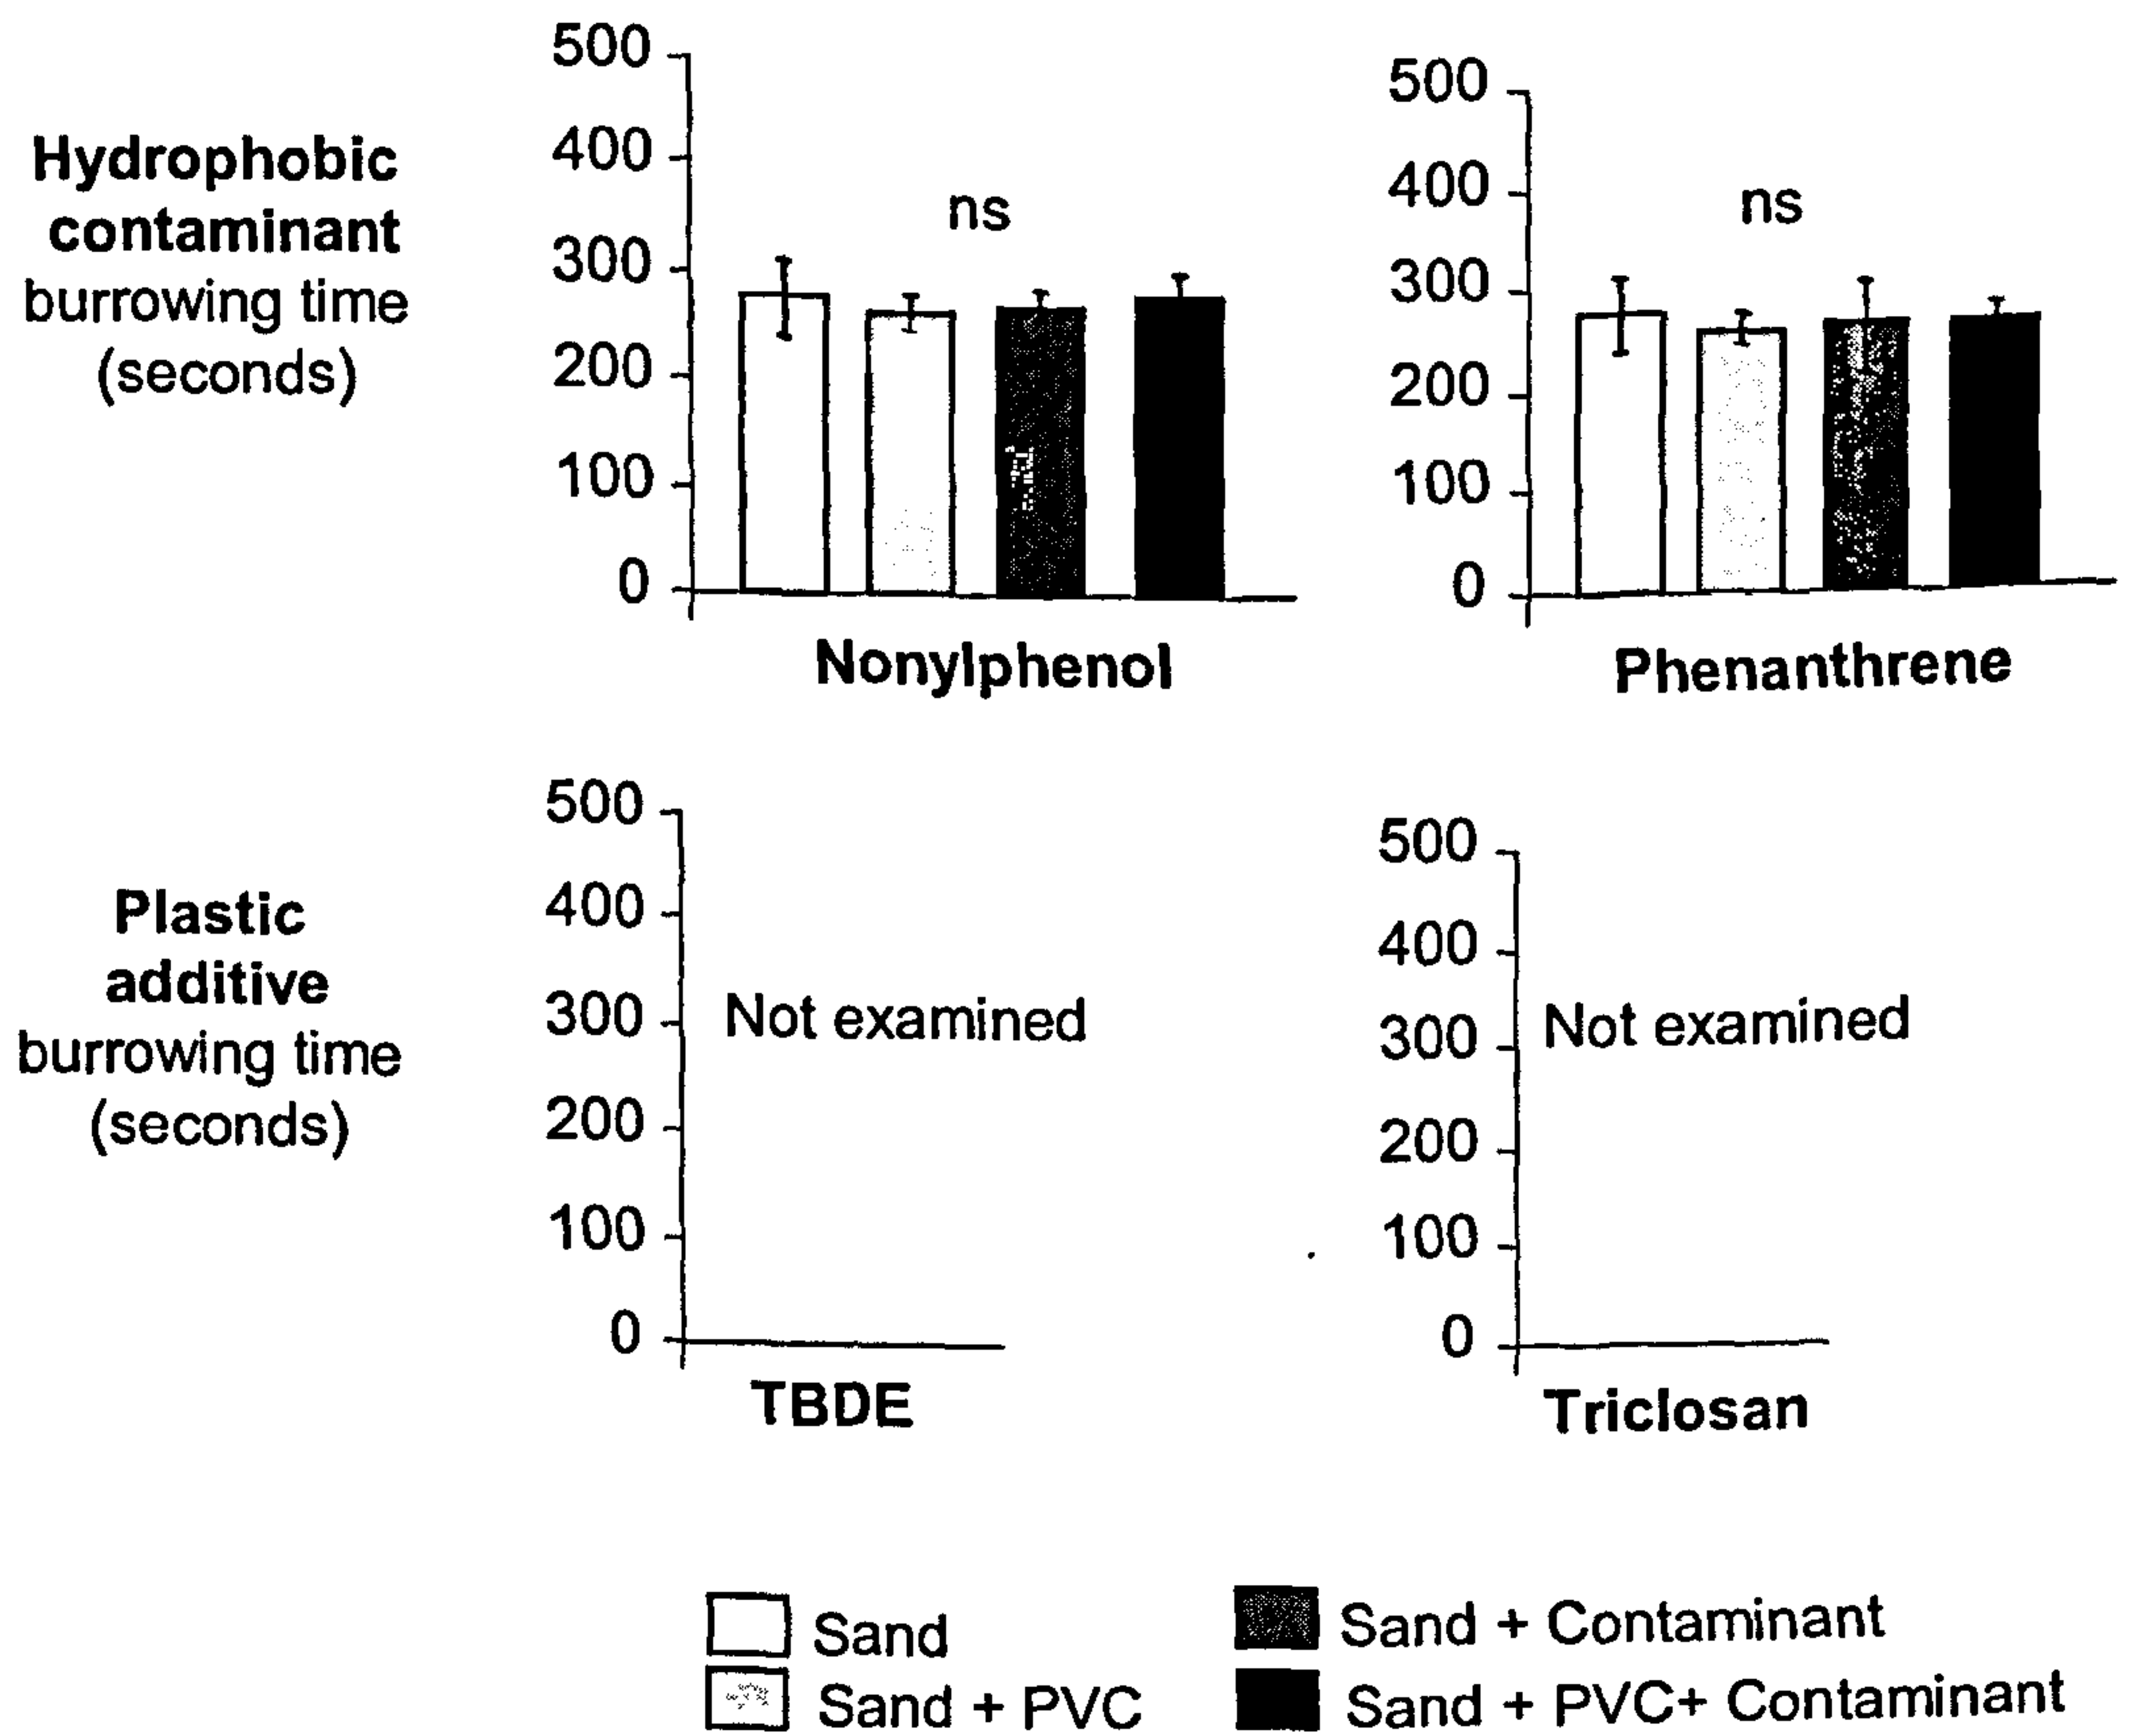 Hydrophobic
contaminant
burrowing time
(seconds)
500
400
300
200
100
0
ns
Nonylphenol
500
400
300
200
100
0
ns
Phenanthrene
Plastic
additive
burrowing time
(seconds)
500
400
300
200
100
0
Not examined
TBDE
500
400
300
200
100
0
Not examined
Triclosan
Sand
Sand + PVC
Sand + Contaminant
Sand + PVC+ Contaminant